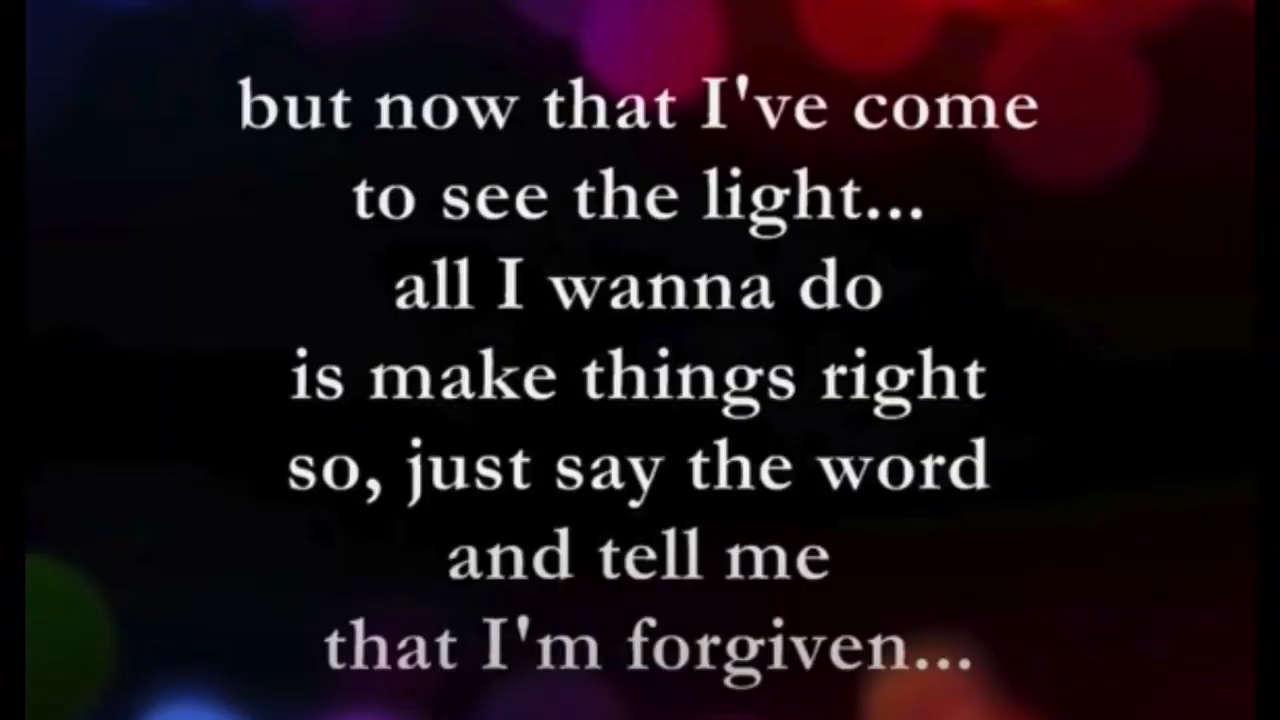 but now that I've come
to see the light...
all I wanna do
is make things right
so, just say the word
and tell me
that I'm forgiven...